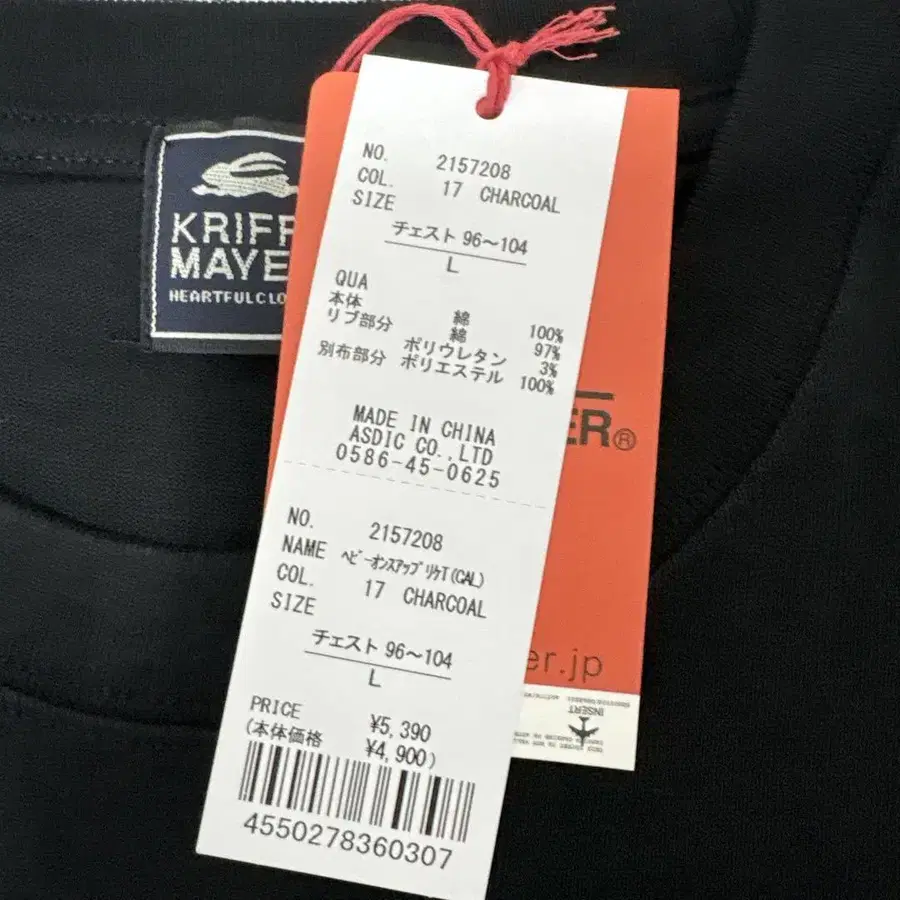 KRIFF
MAYE
HEARTFUL CLO
NO. 2157208
COL. 17 CHARCOAL
SIZE
チェスト 96～104
L
QUA
本体 綿 100%
リブ部分 綿 97%
ポリウレタン 3%
別布部分 ポリエステル 100%
MADE IN CHINA
ASDIC CO.,LTD
0586-45-0625
NO. 2157208
NAME ヘビーオンスアップリケT(CAL)
COL. 17 CHARCOAL
SIZE
チェスト 96～104
L
PRICE ¥5,390
(本体価格 ¥4,900)
4550278360307
ER®
er.jp
INSERT